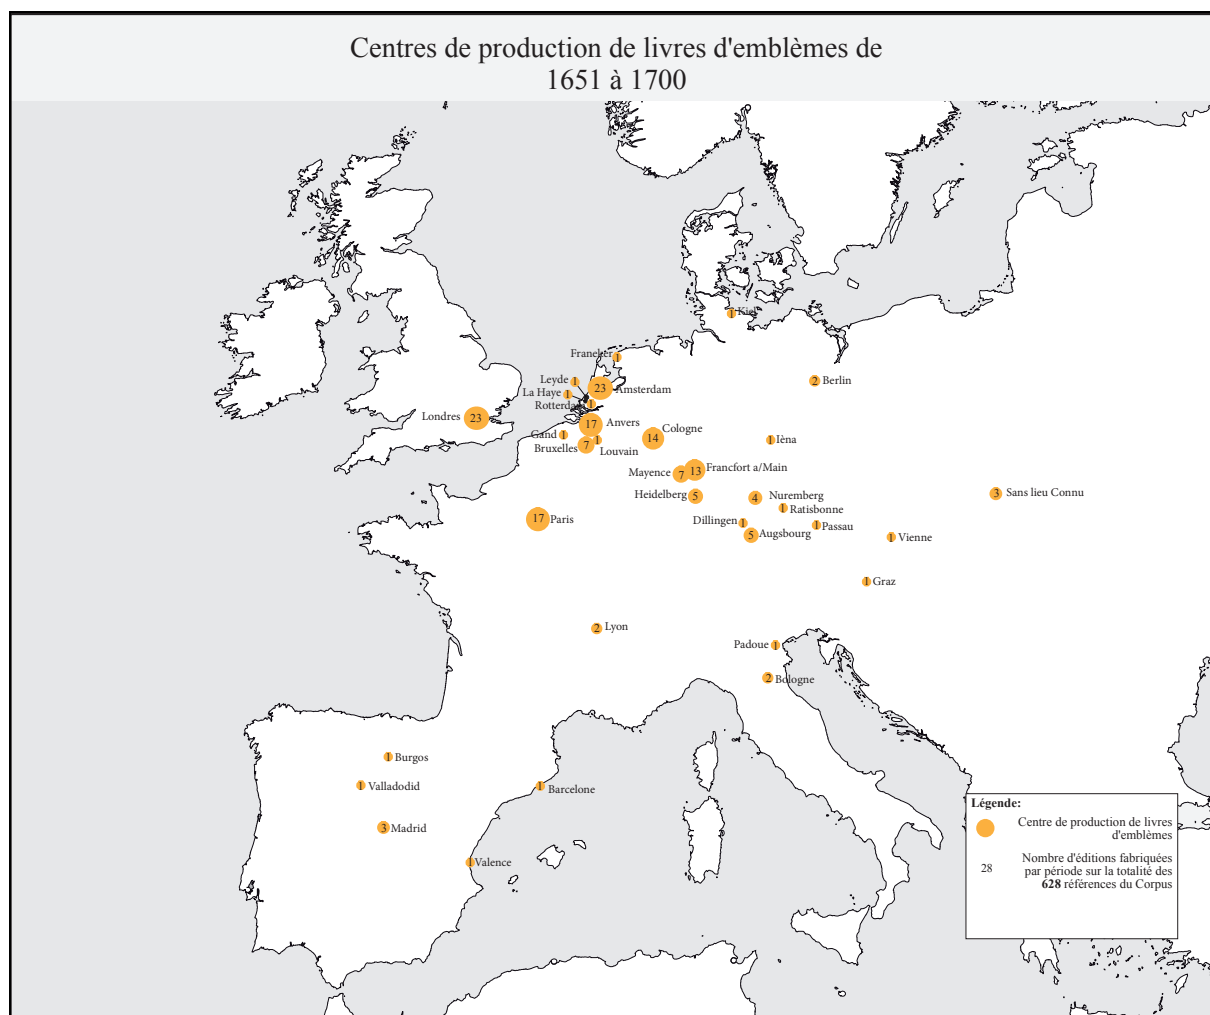 Centres de production de livres d'emblèmes de
1651 à 1700
1 Kiel
Franeker 1
Leyde 1
La Haye 1
23 Amsterdam
Rotterdam 1
2 Berlin
Londres 23
17 Anvers
Gand 1
Bruxelles 7
1 Louvain
Cologne 14
1 Ièna
Mayence 7
13 Francfort a/Main
Heidelberg 5
4 Nuremberg
1 Ratisbonne
3 Sans lieu Connu
Dillingen 1
1 Passau
5 Augsbourg
1 Vienne
17 Paris
1 Graz
2 Lyon
Padoue 1
2 Bologne
1 Burgos
1 Valladodid
1 Barcelone
3 Madrid
1 Valence
Légende:
Centre de production de livres
d'emblèmes
28
Nombre d'éditions fabriquées
par période sur la totalité des
628 références du Corpus